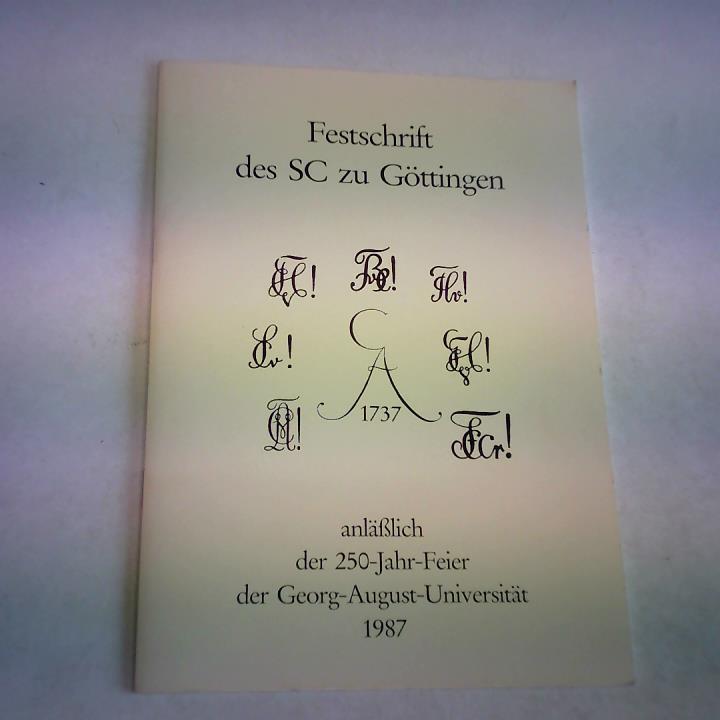 Festschrift
des SC zu Göttingen
G
A
1737
anläßlich
der 250-Jahr-Feier
der Georg-August-Universität
1987